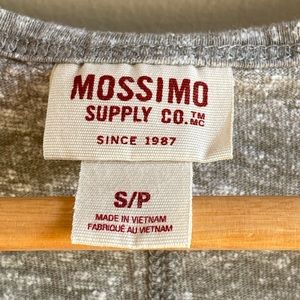 MOSSIMO
SUPPLY CO.™ MC
SINCE 1987
S/P
MADE IN VIETNAM
FABRIQUÉ AU VIETNAM